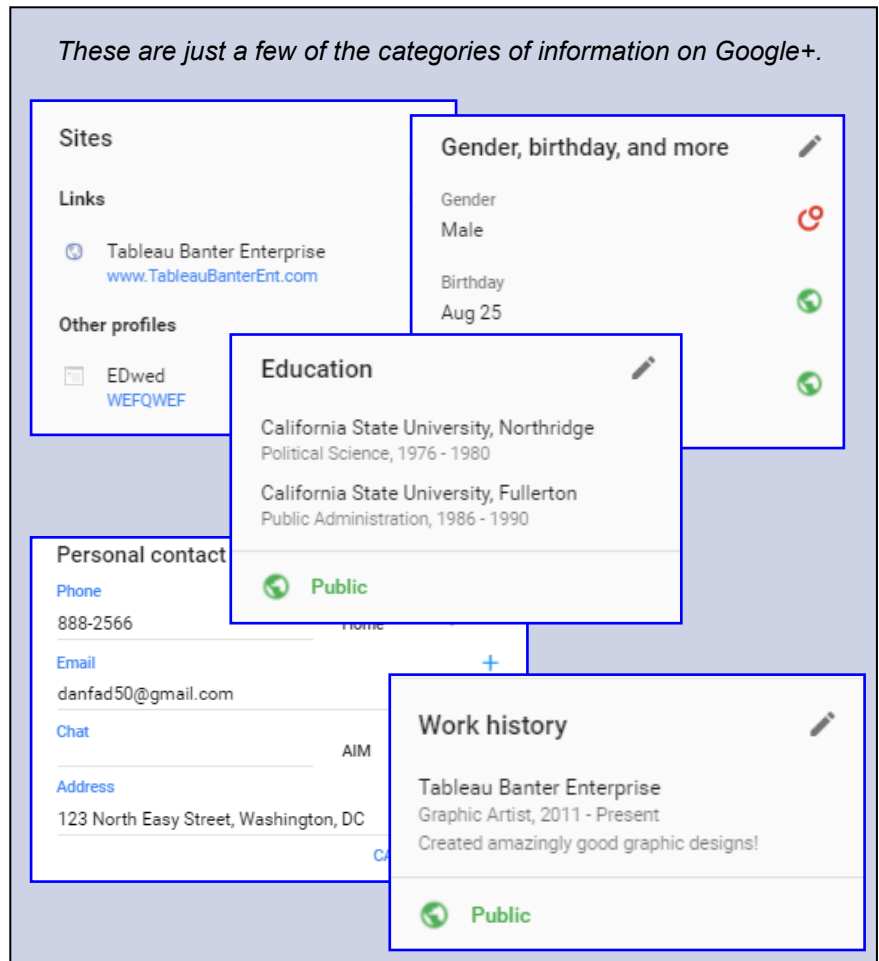 These are just a few of the categories of information on Google+.
Sites
Links
Tableau Banter Enterprise
www.TableauBanterEnt.com
Other profiles
EDwed
WEFQWEF
Gender, birthday, and more
Gender
Male
Birthday
Aug 25
Education
California State University, Northridge
Political Science, 1976 - 1980
California State University, Fullerton
Public Administration, 1986 - 1990
Public
Personal contact
Phone
888-2566
Email
danfad50@gmail.com
Chat
AIM
Address
123 North Easy Street, Washington, DC
Work history
Tableau Banter Enterprise
Graphic Artist, 2011 - Present
Created amazingly good graphic designs!
Public